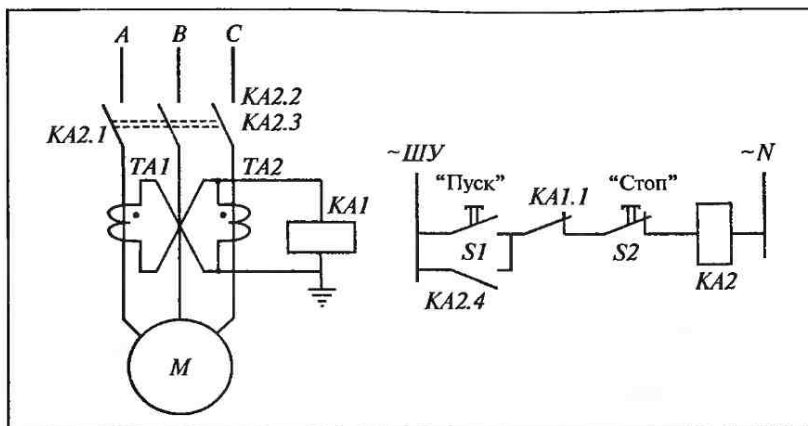 A B C
KA2.2
KA2.3
KA2.1
TA1 TA2
KA1
M
~ШУ ~N
“Пуск” KA1.1 “Стоп”
S1 S2
KA2.4 KA2